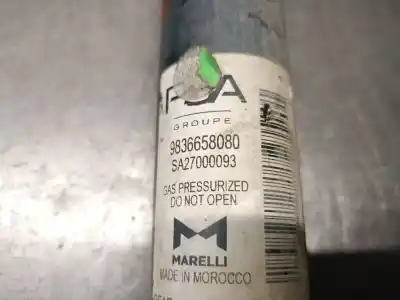 PSA
GROUPE
9836658080
SA27000093
GAS PRESSURIZED
DO NOT OPEN
MARELLI
MADE IN MOROCCO